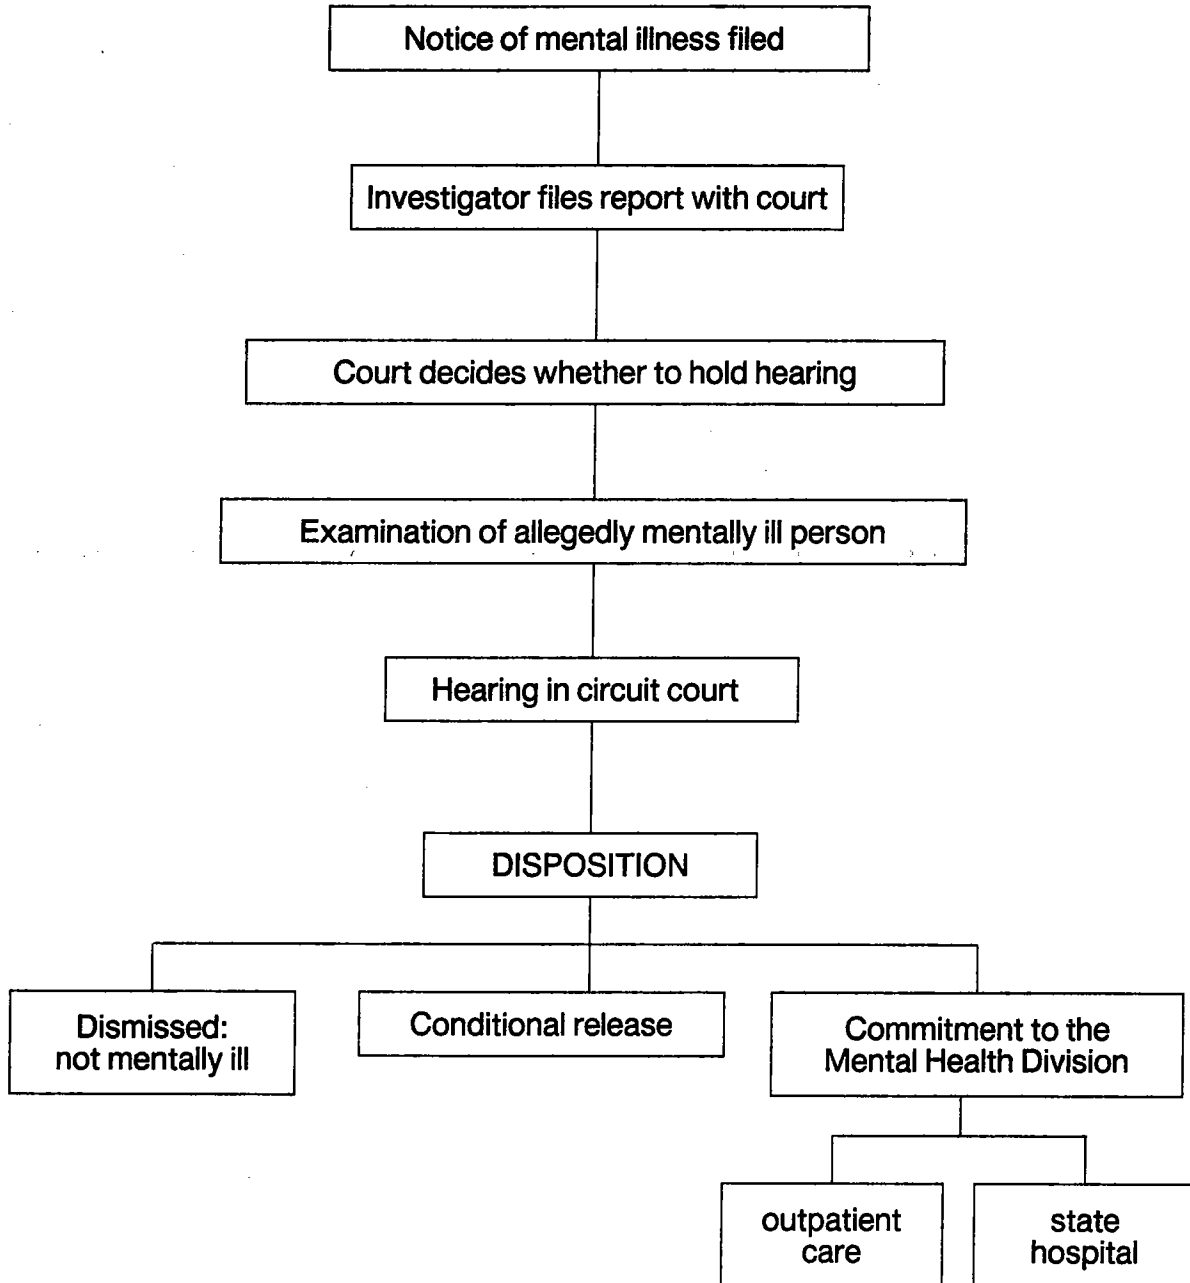 Notice of mental illness filed
Investigator files report with court
Court decides whether to hold hearing
Examination of allegedly mentally ill person
Hearing in circuit court
DISPOSITION
Dismissed:
not mentally ill
Conditional release
Commitment to the
Mental Health Division
outpatient
care
state
hospital